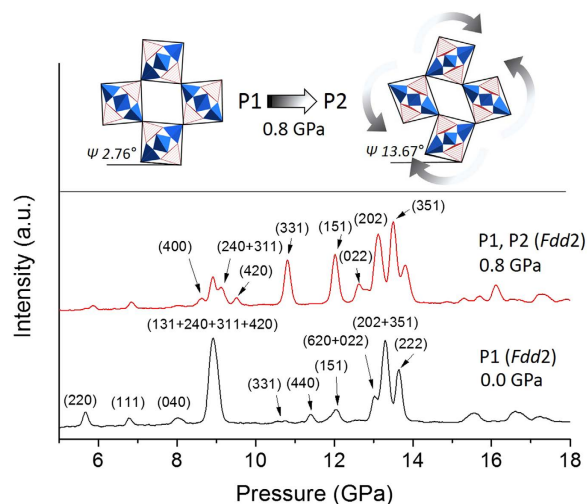 P1 P2
0.8 GPa
Ψ 2.76°
Ψ 13.67°
Intensity (a.u.)
(400)
(240+311)
(420)
(331)
(151)
(022)
(202)
(351)
P1, P2 (Fdd2)
0.8 GPa
(220)
(111)
(040)
(131+240+311+420)
(331)
(440)
(151)
(620+022)
(202+351)
(222)
P1 (Fdd2)
0.0 GPa
6 8 10 12 14 16 18
Pressure (GPa)